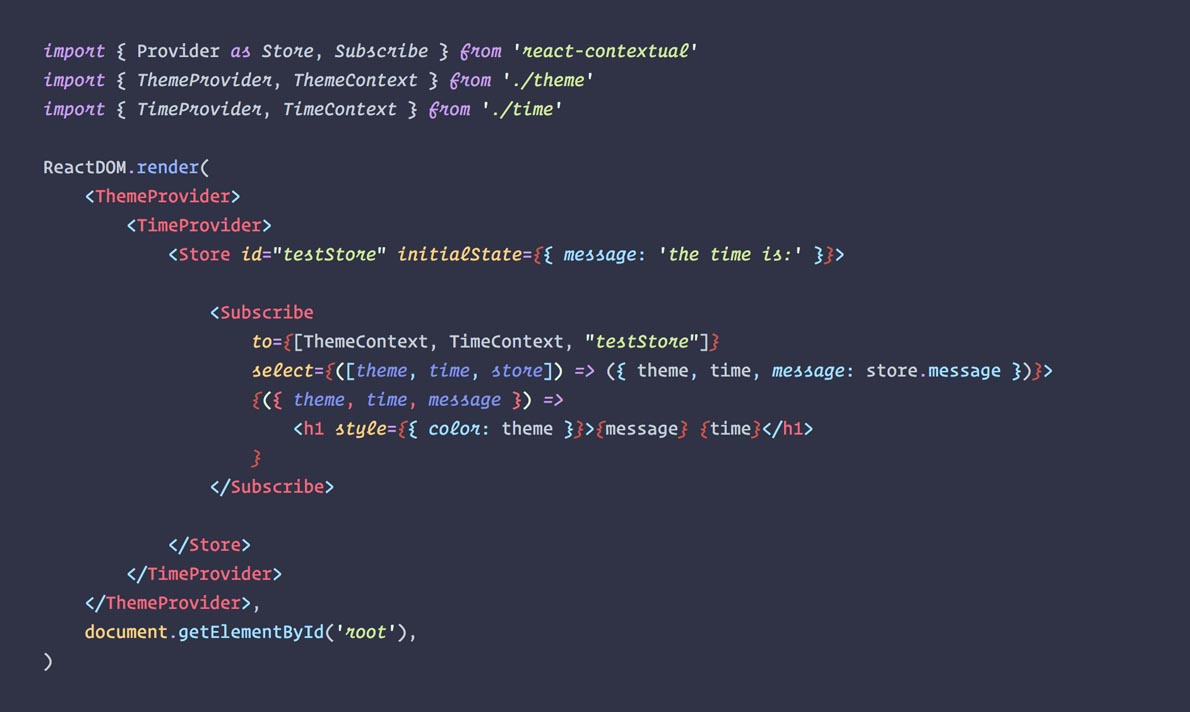 import { Provider as Store, Subscribe } from 'react-contextual'
import { ThemeProvider, ThemeContext } from './theme'
import { TimeProvider, TimeContext } from './time'

ReactDOM.render(
    <ThemeProvider>
        <TimeProvider>
            <Store id="testStore" initialState={{ message: 'the time is:' }}>

                <Subscribe
                    to={[ThemeContext, TimeContext, "testStore"]}
                    select={([theme, time, store]) => ({ theme, time, message: store.message })}>
                    {({ theme, time, message }) =>
                        <h1 style={{ color: theme }}>{message} {time}</h1>
                    }
                </Subscribe>

            </Store>
        </TimeProvider>
    </ThemeProvider>,
    document.getElementById('root'),
)